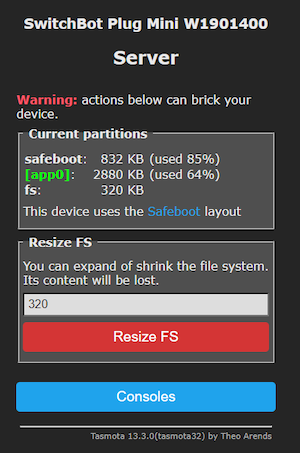 SwitchBot Plug Mini W1901400
Server
Warning: actions below can brick your
device.
Current partitions
safeboot: 832 KB (used 85%)
[app0]: 2880 KB (used 64%)
fs: 320 KB
This device uses the Safeboot layout
Resize FS
You can expand of shrink the file system.
Its content will be lost.
320
Resize FS
Consoles
Tasmota 13.3.0(tasmota32) by Theo Arends